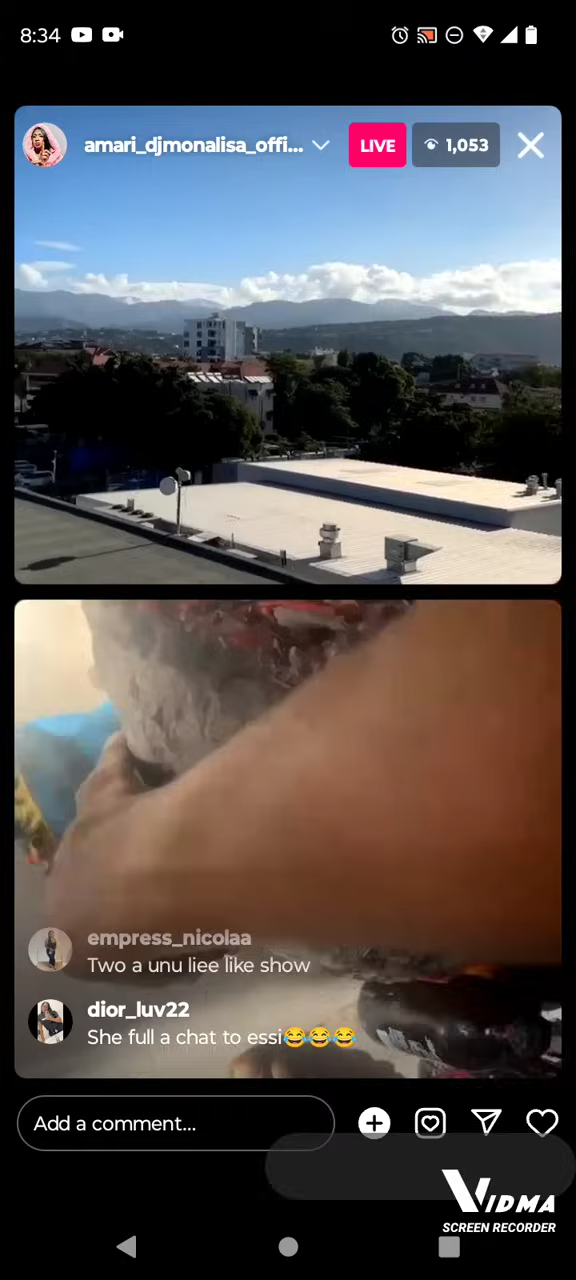 8:34
amari_djmonalisa_offi...
LIVE
1,053
empress_nicolaa
Two a unu liee like show
dior_luv22
She full a chat to essi😂😂😂
Add a comment...
VIDMA
SCREEN RECORDER